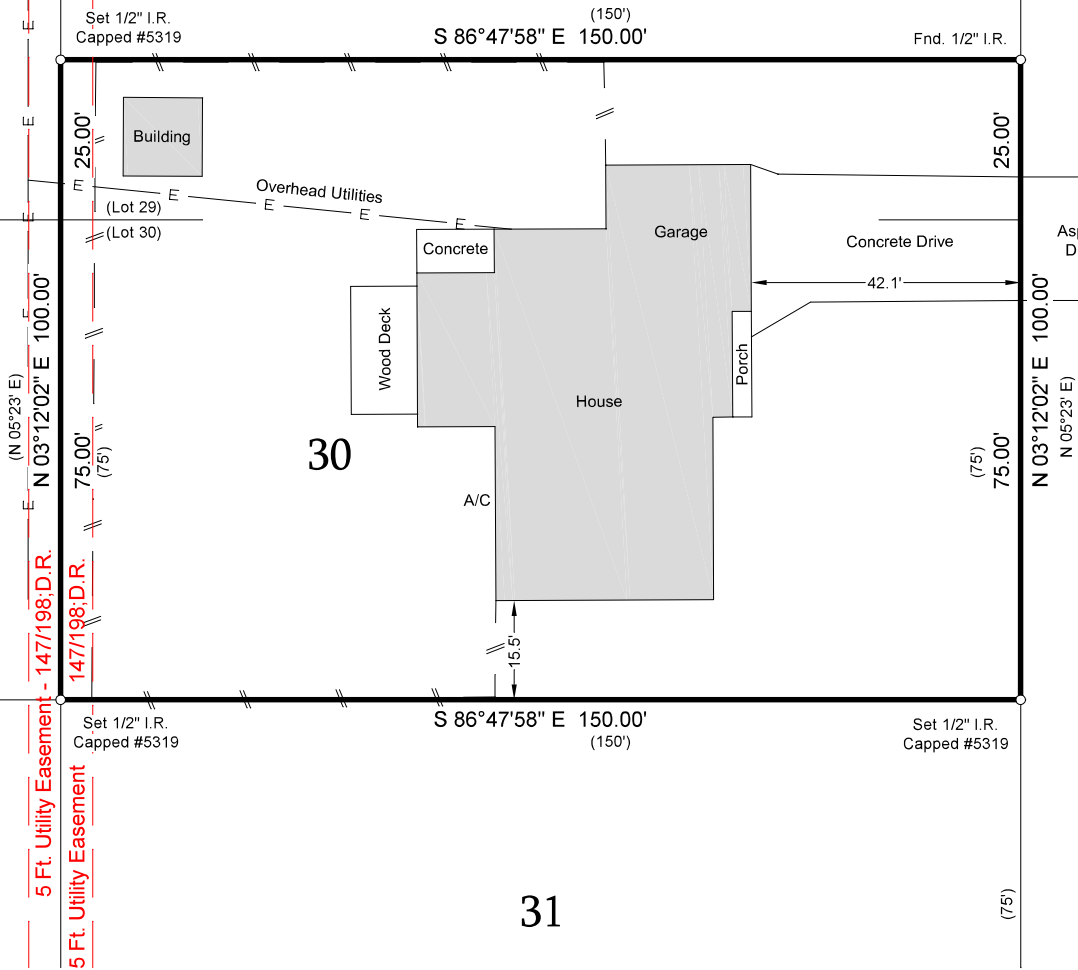 Set 1/2" I.R.
Capped #5319
(150')
S 86°47'58" E  150.00'
Fnd. 1/2" I.R.
E
E
E
E
E
25.00'
25.00'
Building
E
E
E
E
E
Overhead Utilities
(Lot 29)
(Lot 30)
Concrete
Garage
Concrete Drive
42.1'
Wood Deck
Porch
House
30
A/C
(N 05°23' E)
N 03°12'02" E  100.00'
75.00'
(75')
(75')
75.00'
N 03°12'02" E  100.00'
N 05°23' E)
15.5'
5 Ft. Utility Easement - 147/198;D.R.
5 Ft. Utility Easement
147/198;D.R.
Set 1/2" I.R.
Capped #5319
S 86°47'58" E  150.00'
(150')
Set 1/2" I.R.
Capped #5319
31
(75')